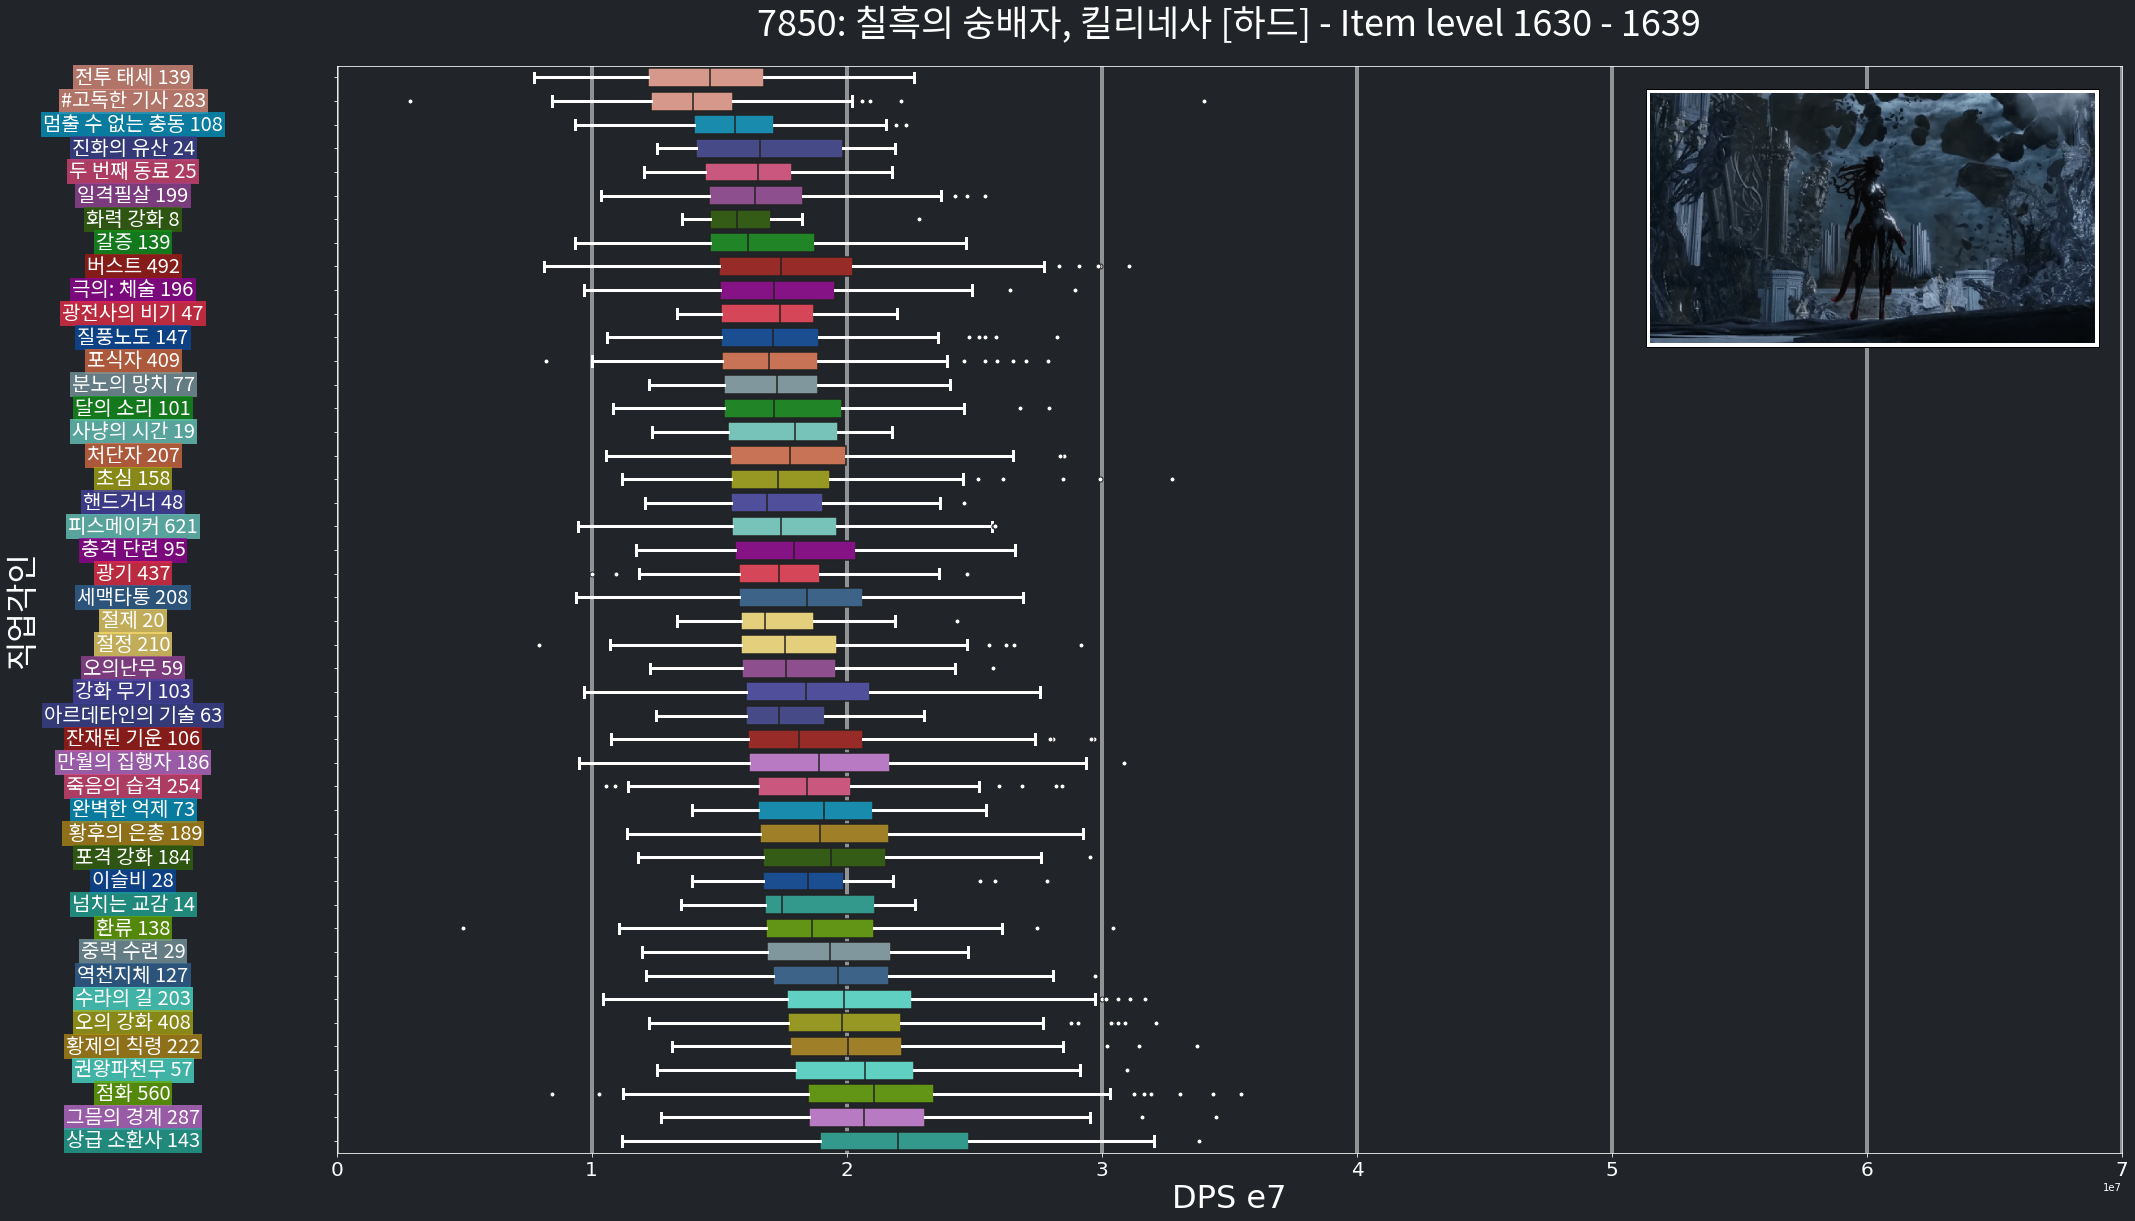 7850: 칠흑의 숭배자, 킬리네사 [하드] - Item level 1630 - 1639
전투 태세 139
#고독한 기사 283
멈출 수 없는 충동 108
진화의 유산 24
두 번째 동료 25
일격필살 199
화력 강화 8
갈증 139
버스트 492
극의: 체술 196
광전사의 비기 47
질풍노도 147
포식자 409
분노의 망치 77
달의 소리 101
사냥의 시간 19
처단자 207
초심 158
핸드거너 48
피스메이커 621
충격 단련 95
광기 437
세맥타통 208
절제 20
절정 210
오의난무 59
강화 무기 103
아르데타인의 기술 63
잔재된 기운 106
만월의 집행자 186
죽음의 습격 254
완벽한 억제 73
황후의 은총 189
포격 강화 184
이슬비 28
넘치는 교감 14
환류 138
중력 수련 29
역천지체 127
수라의 길 203
오의 강화 408
황제의 칙령 222
권왕파천무 57
점화 560
그믐의 경계 287
상급 소환사 143
직업각인
0 1 2 3 4 5 6 7
1e7
DPS e7